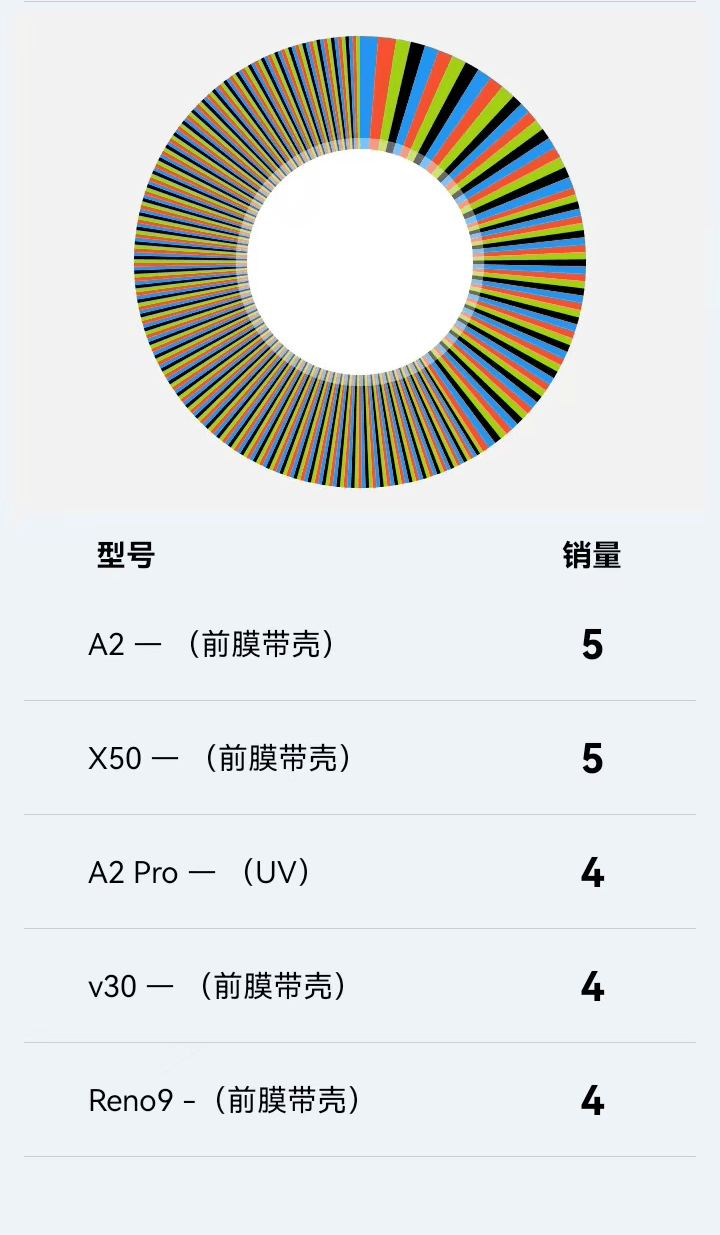 型号 销量
A2 — （前膜带壳） 5
X50 — （前膜带壳） 5
A2 Pro — （UV） 4
v30 — （前膜带壳） 4
Reno9 -（前膜带壳） 4